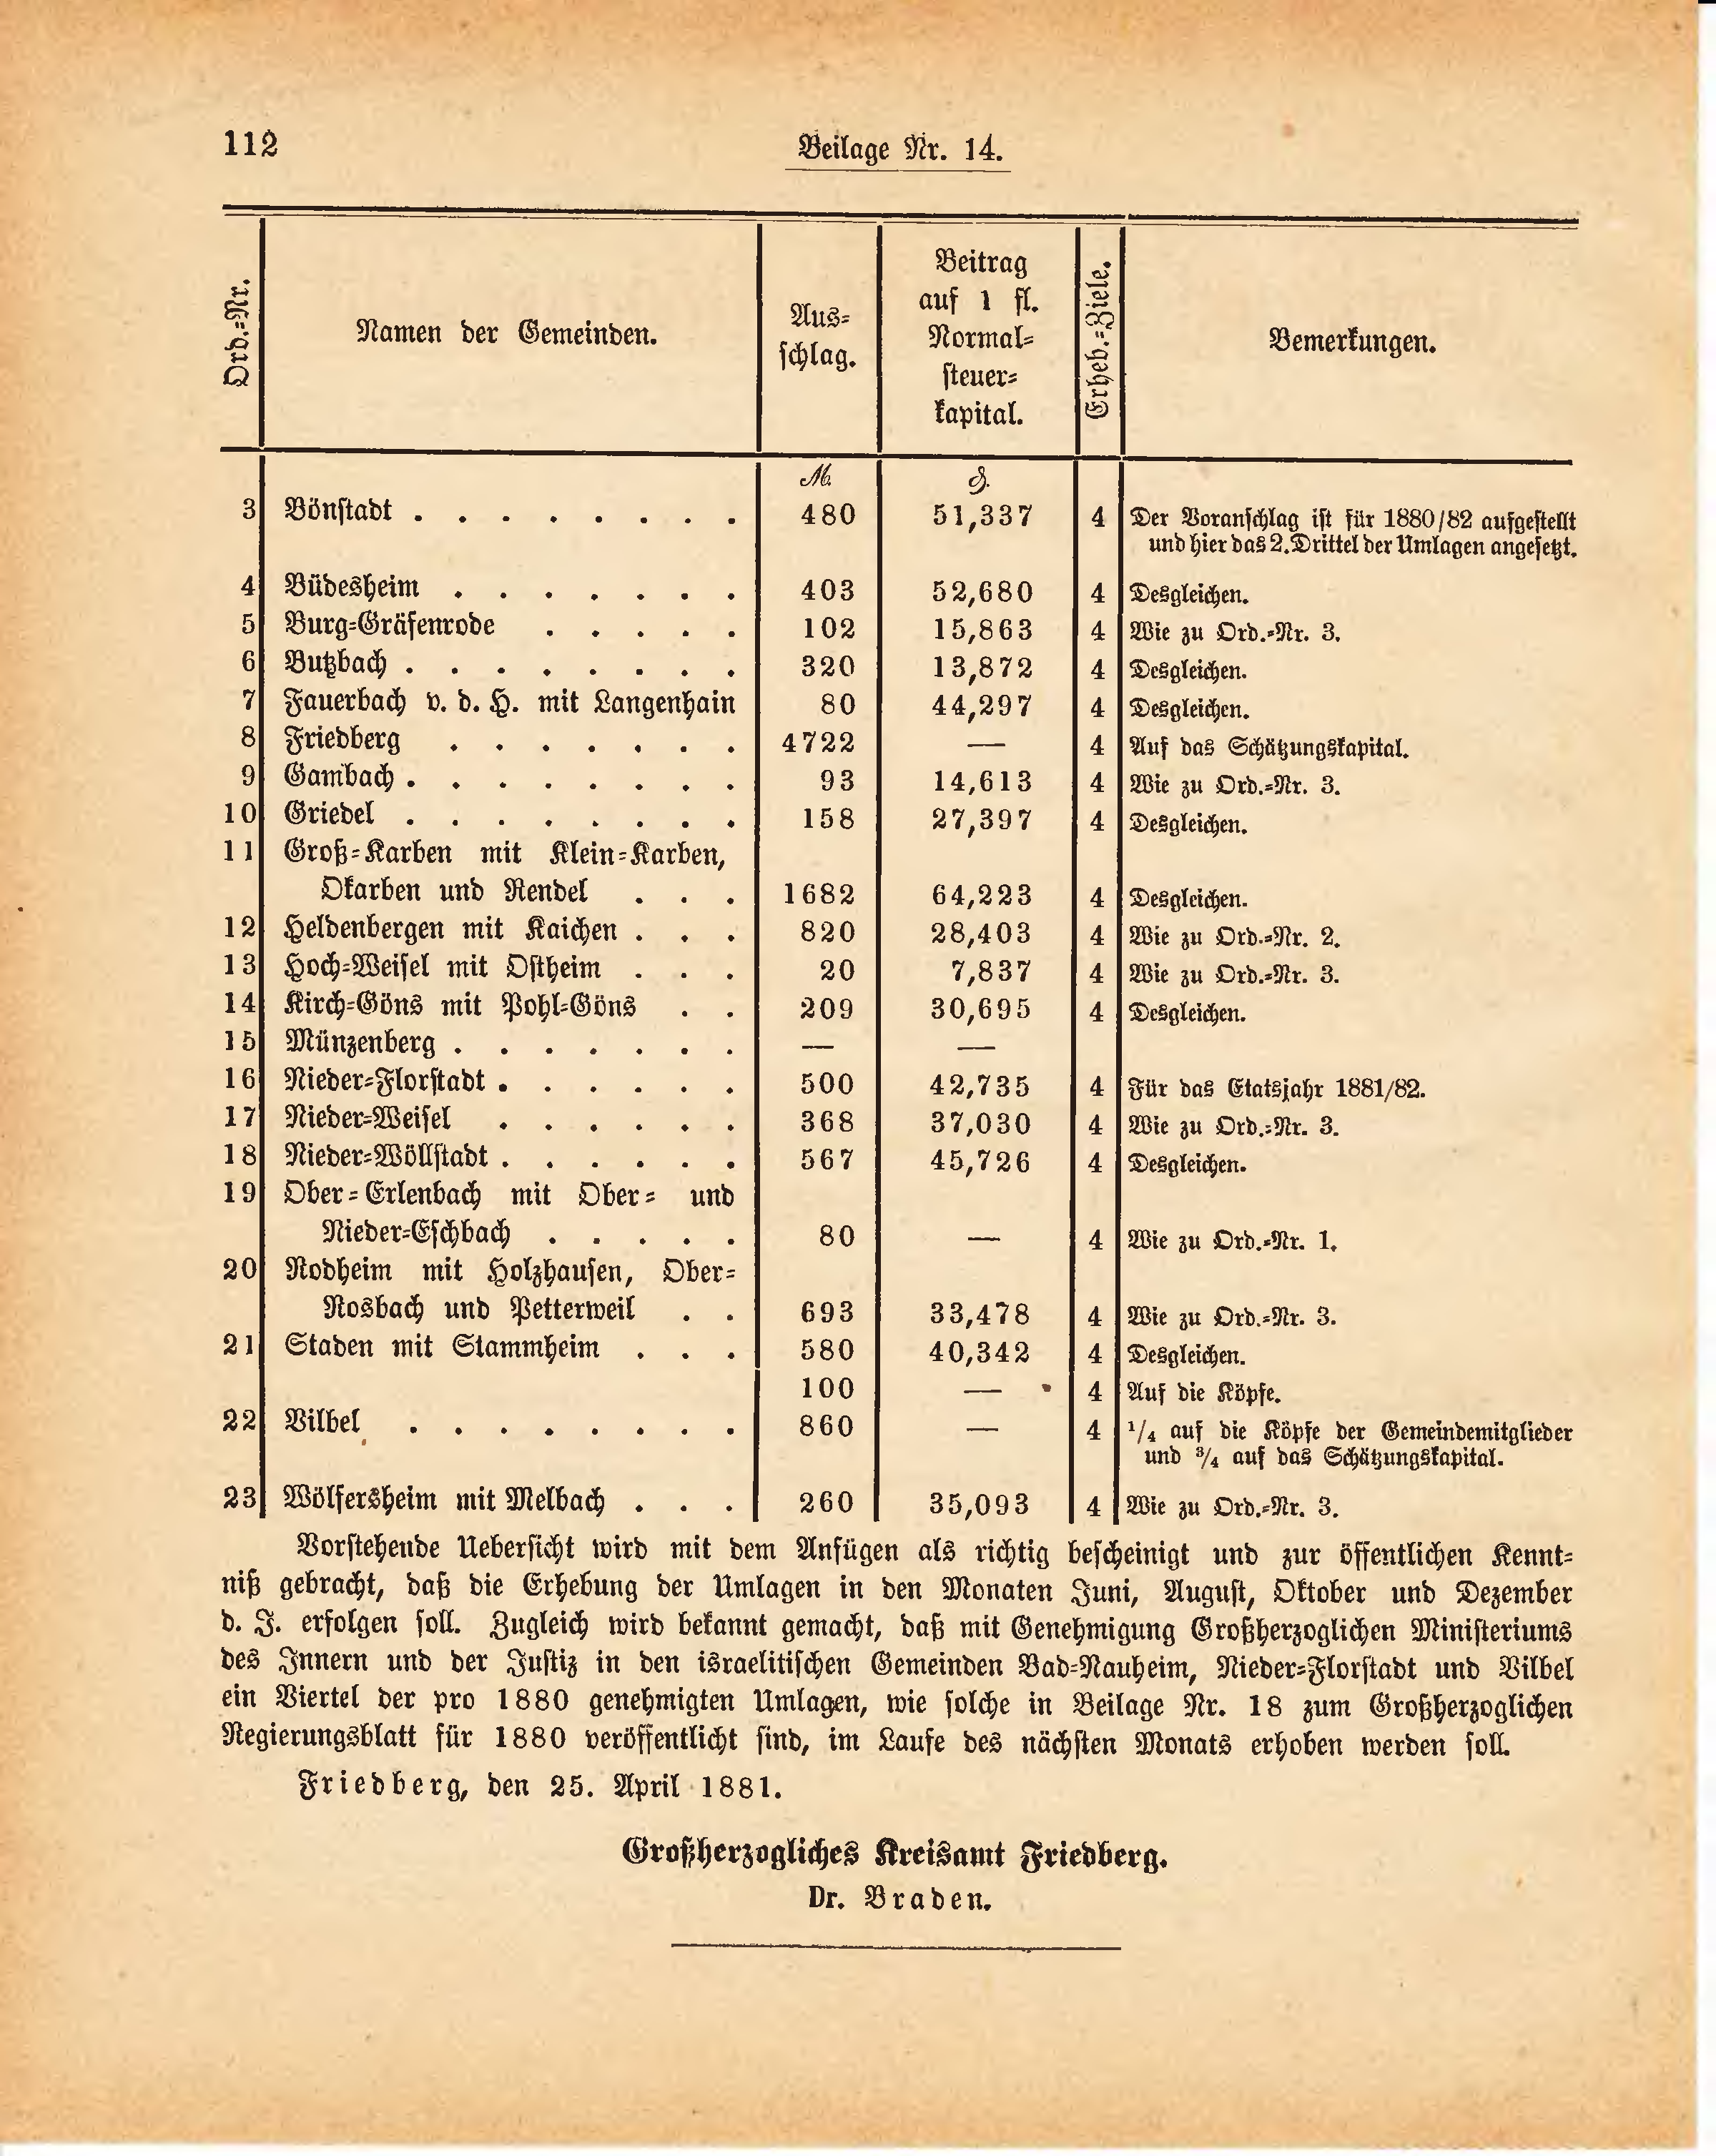 112
Beilage Nr. 14.
Ord.=Nr.
Namen der Gemeinden.
Aus=
schlag.
Beitrag
auf 1 fl.
Normal=
steuer=
kapital.
Erheb.=Ziele.
Bemerkungen.
M. ₰.
3 Bönstadt . . . . . . . . 480 51,337 4 Der Voranschlag ist für 1880/82 aufgestellt
und hier das 2. Drittel der Umlagen angesetzt.
4 Büdesheim . . . . . . . 403 52,680 4 Desgleichen.
5 Burg=Gräfenrode . . . . . 102 15,863 4 Wie zu Ord.=Nr. 3.
6 Butzbach . . . . . . . . 320 13,872 4 Desgleichen.
7 Fauerbach v. d. H. mit Langenhain 80 44,297 4 Desgleichen.
8 Friedberg . . . . . . . 4722 — 4 Auf das Schätzungskapital.
9 Gambach . . . . . . . . 93 14,613 4 Wie zu Ord.=Nr. 3.
10 Griedel . . . . . . . . 158 27,397 4 Desgleichen.
11 Groß=Karben mit Klein=Karben,
Okarben und Rendel . . . 1682 64,223 4 Desgleichen.
12 Heldenbergen mit Kaichen . . . 820 28,403 4 Wie zu Ord.=Nr. 2.
13 Hoch=Weisel mit Ostheim . . . 20 7,837 4 Wie zu Ord.=Nr. 3.
14 Kirch=Göns mit Pohl=Göns . . 209 30,695 4 Desgleichen.
15 Münzenberg . . . . . . . — —
16 Nieder=Florstadt . . . . . . 500 42,735 4 Für das Etatsjahr 1881/82.
17 Nieder=Weisel . . . . . . 368 37,030 4 Wie zu Ord.=Nr. 3.
18 Nieder=Wöllstadt . . . . . . 567 45,726 4 Desgleichen.
19 Ober=Erlenbach mit Ober= und
Nieder=Eschbach . . . . . 80 — 4 Wie zu Ord.=Nr. 1.
20 Rodheim mit Holzhausen, Ober=
Rosbach und Petterweil . . 693 33,478 4 Wie zu Ord.=Nr. 3.
21 Staden mit Stammheim . . . 580 40,342 4 Desgleichen.
100 — 4 Auf die Köpfe.
22 Vilbel . . . . . . . . 860 — 4 ¹/₄ auf die Köpfe der Gemeindemitglieder
und ³/₄ auf das Schätzungskapital.
23 Wölfersheim mit Melbach . . . 260 35,093 4 Wie zu Ord.=Nr. 3.
Vorstehende Uebersicht wird mit dem Anfügen als richtig bescheinigt und zur öffentlichen Kennt=
niß gebracht, daß die Erhebung der Umlagen in den Monaten Juni, August, Oktober und Dezember
d. J. erfolgen soll. Zugleich wird bekannt gemacht, daß mit Genehmigung Großherzoglichen Ministeriums
des Innern und der Justiz in den israelitischen Gemeinden Bad=Nauheim, Nieder=Florstadt und Vilbel
ein Viertel der pro 1880 genehmigten Umlagen, wie solche in Beilage Nr. 18 zum Großherzoglichen
Regierungsblatt für 1880 veröffentlicht sind, im Laufe des nächsten Monats erhoben werden soll.
Friedberg, den 25. April 1881.
Großherzogliches Kreisamt Friedberg.
Dr. Braden.